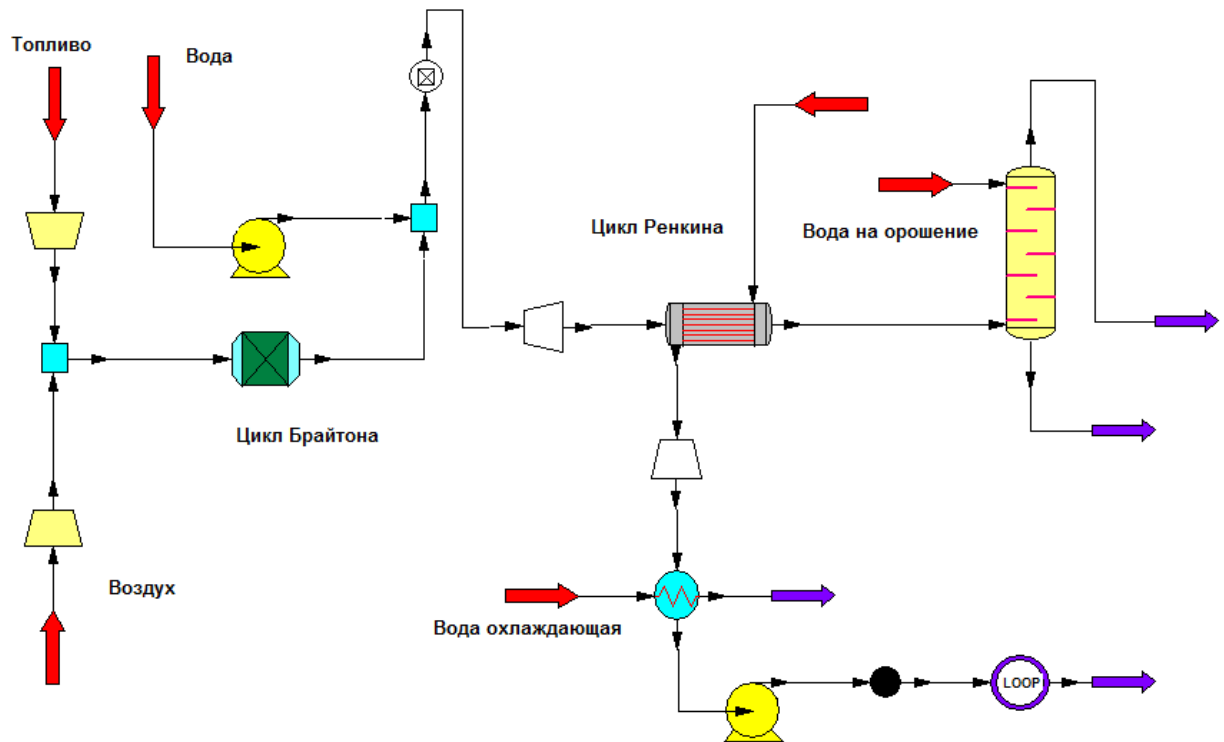 Топливо
Вода
Цикл Ренкина
Вода на орошение
Цикл Брайтона
Воздух
Вода охлаждающая
LOOP